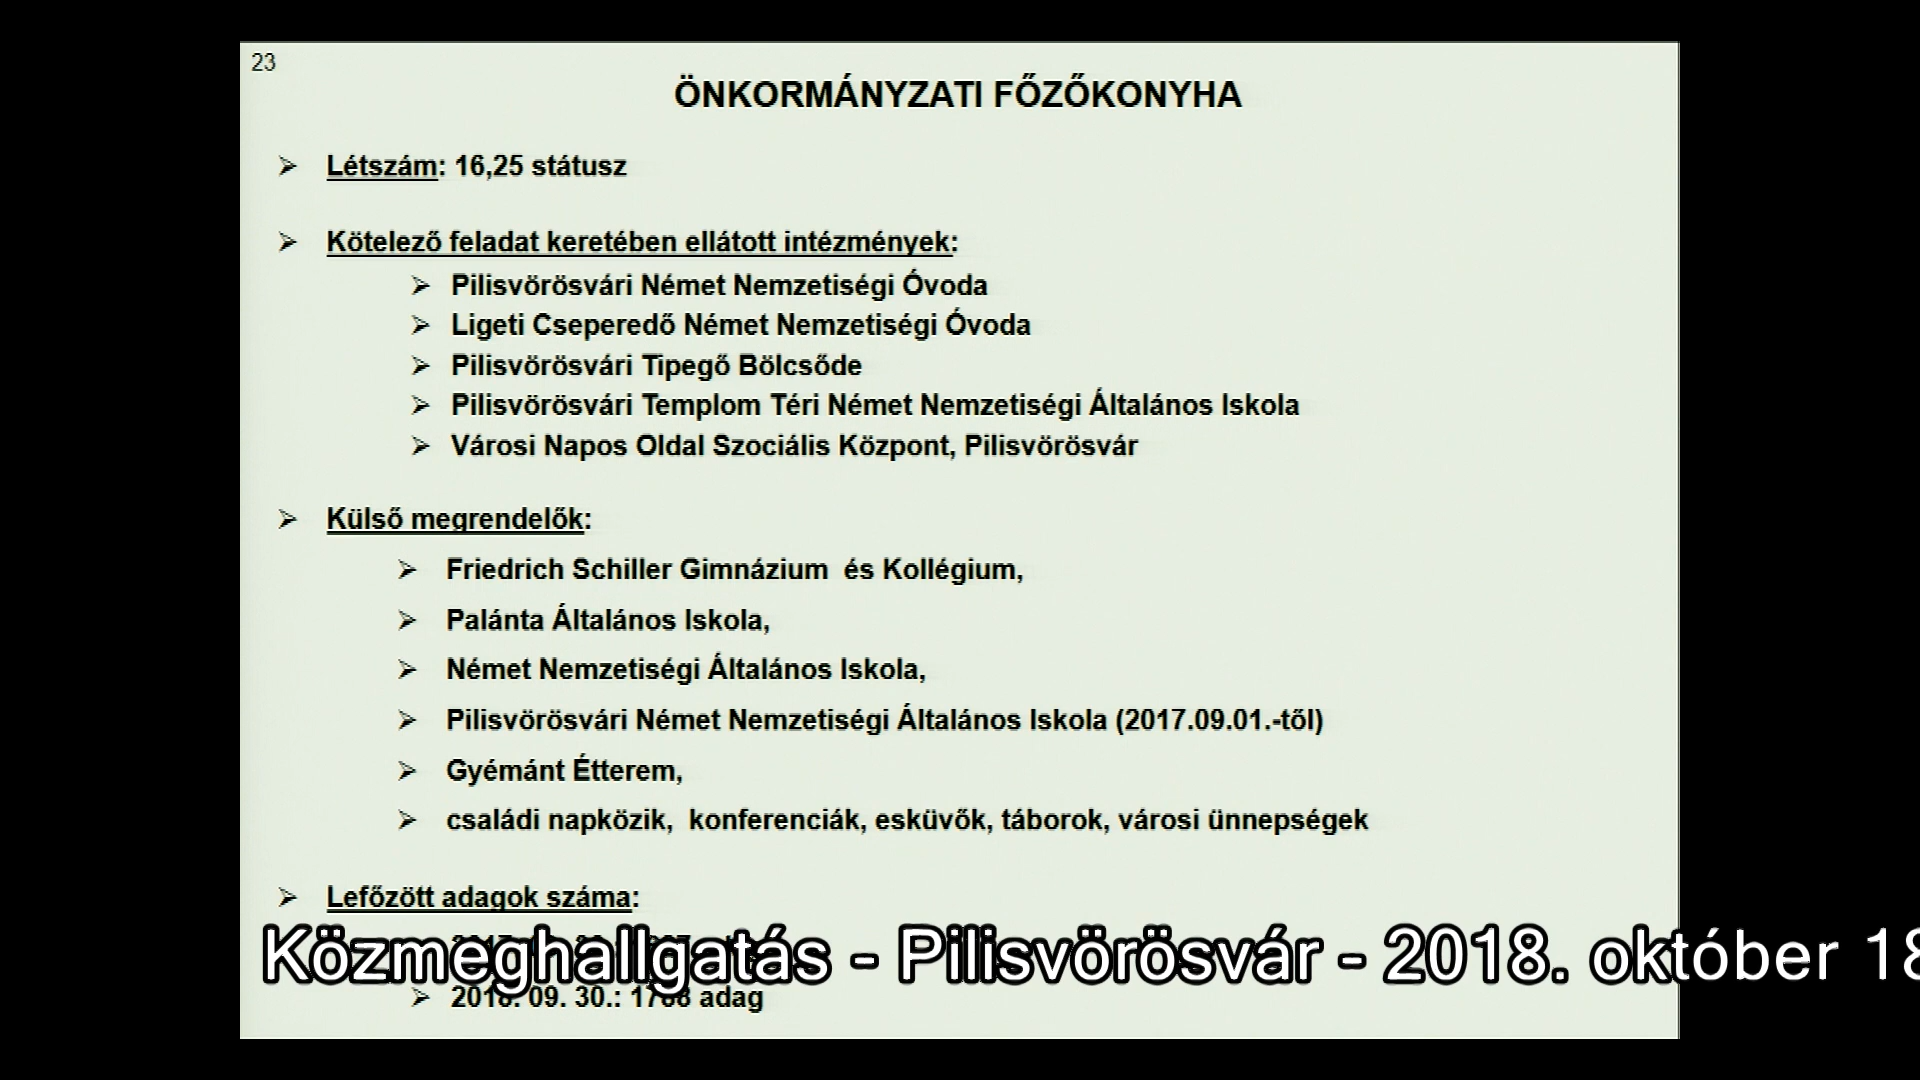 23
ÖNKORMÁNYZATI FŐZŐKONYHA
➢ Létszám: 16,25 státusz
➢ Kötelező feladat keretében ellátott intézmények:
➢ Pilisvörösvári Német Nemzetiségi Óvoda
➢ Ligeti Cseperedő Német Nemzetiségi Óvoda
➢ Pilisvörösvári Tipegő Bölcsőde
➢ Pilisvörösvári Templom Téri Német Nemzetiségi Általános Iskola
➢ Városi Napos Oldal Szociális Központ, Pilisvörösvár
➢ Külső megrendelők:
➢ Friedrich Schiller Gimnázium és Kollégium,
➢ Palánta Általános Iskola,
➢ Német Nemzetiségi Általános Iskola,
➢ Pilisvörösvári Német Nemzetiségi Általános Iskola (2017.09.01.-től)
➢ Gyémánt Étterem,
➢ családi napközik, konferenciák, esküvők, táborok, városi ünnepségek
➢ Lefőzött adagok száma:
Közmeghallgatás - Pilisvörösvár - 2018. október 18
➢ 2018. 09. 30.: adag